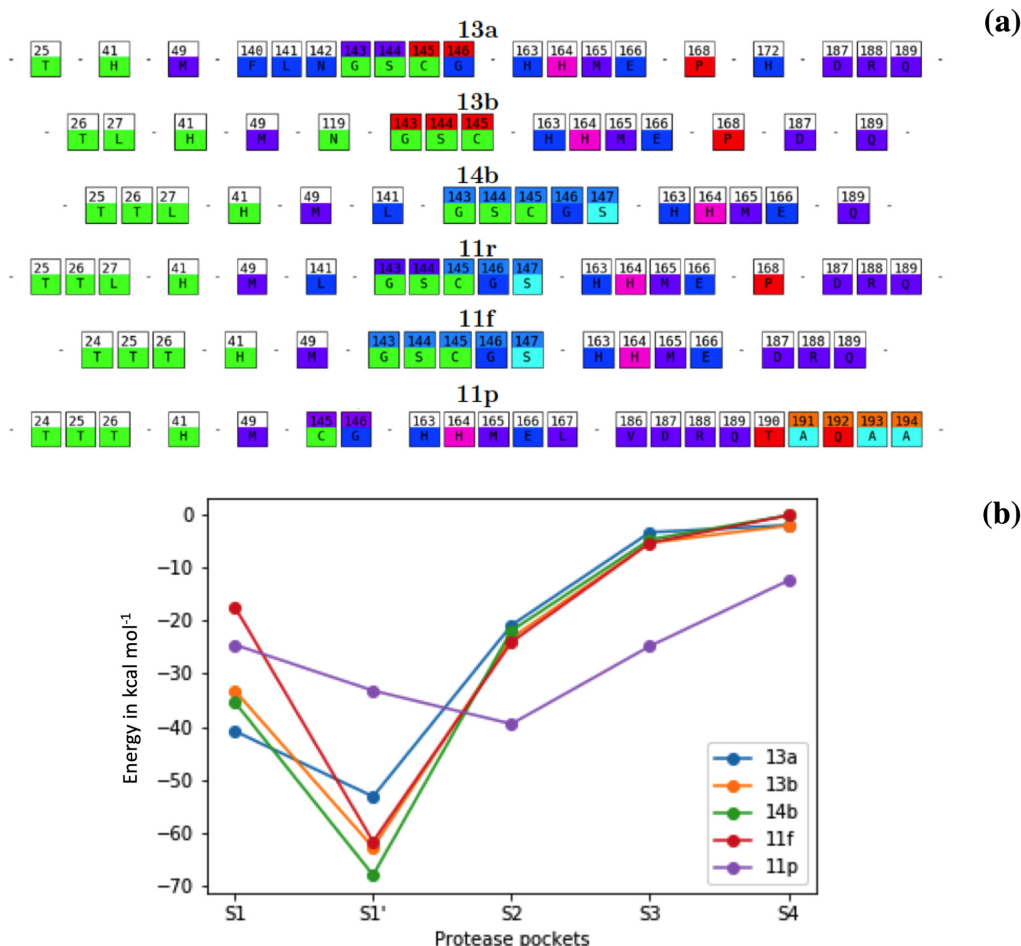 (a)
13a
- 25 - 41 - 49 - 140 141 142 143 144 145 146 - 163 164 165 166 - 168 - 172 - 187 188 189 -
T H M F L N G S C G H H M E P H D R Q
13b
- 26 27 - 41 - 49 - 119 - 143 144 145 - 163 164 165 166 - 168 - 187 - 189 -
T L H M N G S C H H M E P D Q
14b
- 25 26 27 - 41 - 49 - 141 - 143 144 145 146 147 - 163 164 165 166 - 189 -
T T L H M L G S C G S H H M E Q
11r
- 25 26 27 - 41 - 49 - 141 - 143 144 145 146 147 - 163 164 165 166 - 168 - 187 188 189 -
T T L H M L G S C G S H H M E P D R Q
11f
- 24 25 26 - 41 - 49 - 143 144 145 146 147 - 163 164 165 166 - 187 188 189 -
T T T H M G S C G S H H M E D R Q
11p
- 24 25 26 - 41 - 49 - 145 146 - 163 164 165 166 167 - 186 187 188 189 190 191 192 193 194 -
T T T H M C G H H M E L V D R Q T A Q A A
(b)
0
−10
−20
−30
−40
−50
−60
−70
Energy in kcal mol-1
13a
13b
14b
11f
11p
S1 S1' S2 S3 S4
Protease pockets